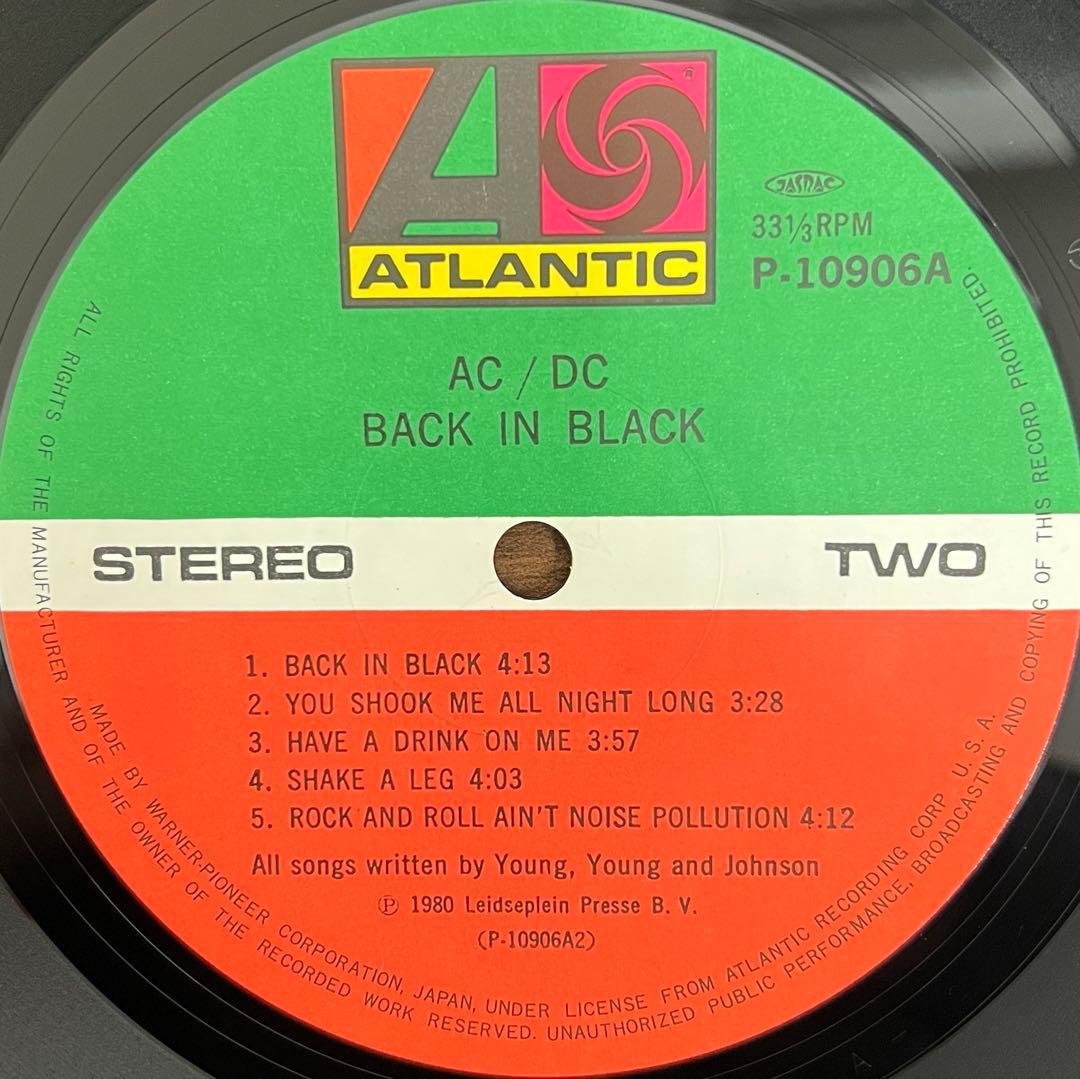 A
®
ATLANTIC
JASRAC
33⅓RPM
P-10906A
AC / DC
BACK IN BLACK
STEREO
TWO
1. BACK IN BLACK 4:13
2. YOU SHOOK ME ALL NIGHT LONG 3:28
3. HAVE A DRINK ON ME 3:57
4. SHAKE A LEG 4:03
5. ROCK AND ROLL AIN'T NOISE POLLUTION 4:12
All songs written by Young, Young and Johnson
Ⓟ 1980 Leidseplein Presse B. V.
(P-10906A2)
MADE BY WARNER-PIONEER CORPORATION, JAPAN, UNDER LICENSE FROM ATLANTIC RECORDING CORP U. S. A.
ALL RIGHTS OF THE MANUFACTURER AND OF THE OWNER OF THE RECORDED WORK RESERVED. UNAUTHORIZED PUBLIC PERFORMANCE, BROADCASTING AND COPYING OF THIS RECORD PROHIBITED.
A